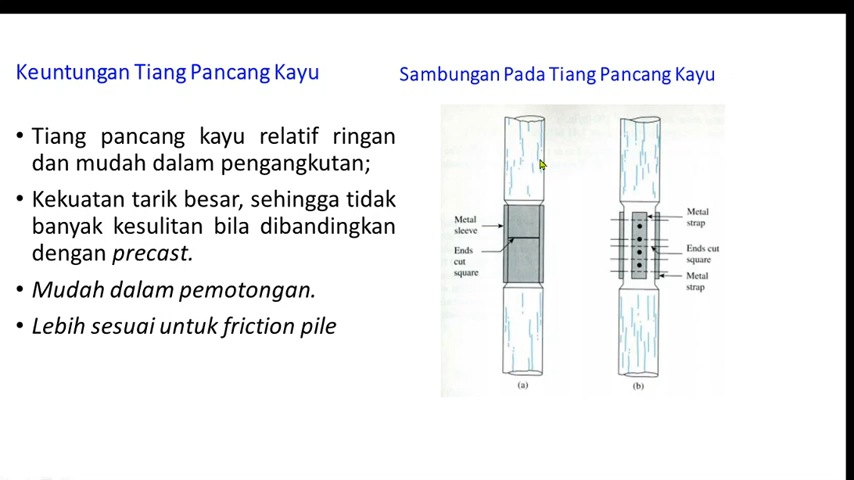 Keuntungan Tiang Pancang Kayu
• Tiang pancang kayu relatif ringan
dan mudah dalam pengangkutan;
• Kekuatan tarik besar, sehingga tidak
banyak kesulitan bila dibandingkan
dengan precast.
• Mudah dalam pemotongan.
• Lebih sesuai untuk friction pile
Sambungan Pada Tiang Pancang Kayu
Metal
sleeve
Ends
cut
square
(a)
Metal
strap
Ends cut
square
Metal
strap
(b)